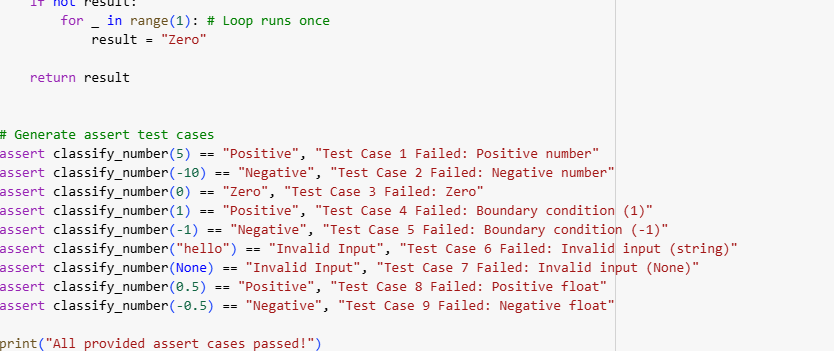 if not result:
for _ in range(1): # Loop runs once
result = "Zero"
return result
# Generate assert test cases
assert classify_number(5) == "Positive", "Test Case 1 Failed: Positive number"
assert classify_number(-10) == "Negative", "Test Case 2 Failed: Negative number"
assert classify_number(0) == "Zero", "Test Case 3 Failed: Zero"
assert classify_number(1) == "Positive", "Test Case 4 Failed: Boundary condition (1)"
assert classify_number(-1) == "Negative", "Test Case 5 Failed: Boundary condition (-1)"
assert classify_number("hello") == "Invalid Input", "Test Case 6 Failed: Invalid input (string)"
assert classify_number(None) == "Invalid Input", "Test Case 7 Failed: Invalid input (None)"
assert classify_number(0.5) == "Positive", "Test Case 8 Failed: Positive float"
assert classify_number(-0.5) == "Negative", "Test Case 9 Failed: Negative float"
print("All provided assert cases passed!")